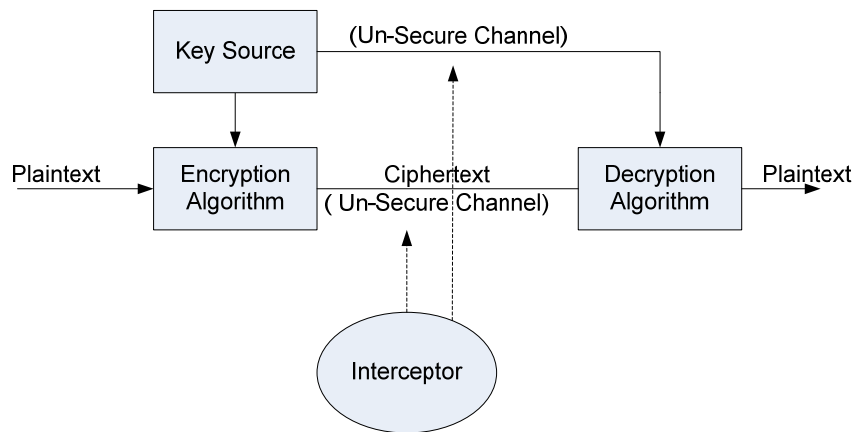 Key Source
(Un-Secure Channel)
Plaintext
Encryption
Algorithm
Ciphertext
( Un-Secure Channel)
Decryption
Algorithm
Plaintext
Interceptor